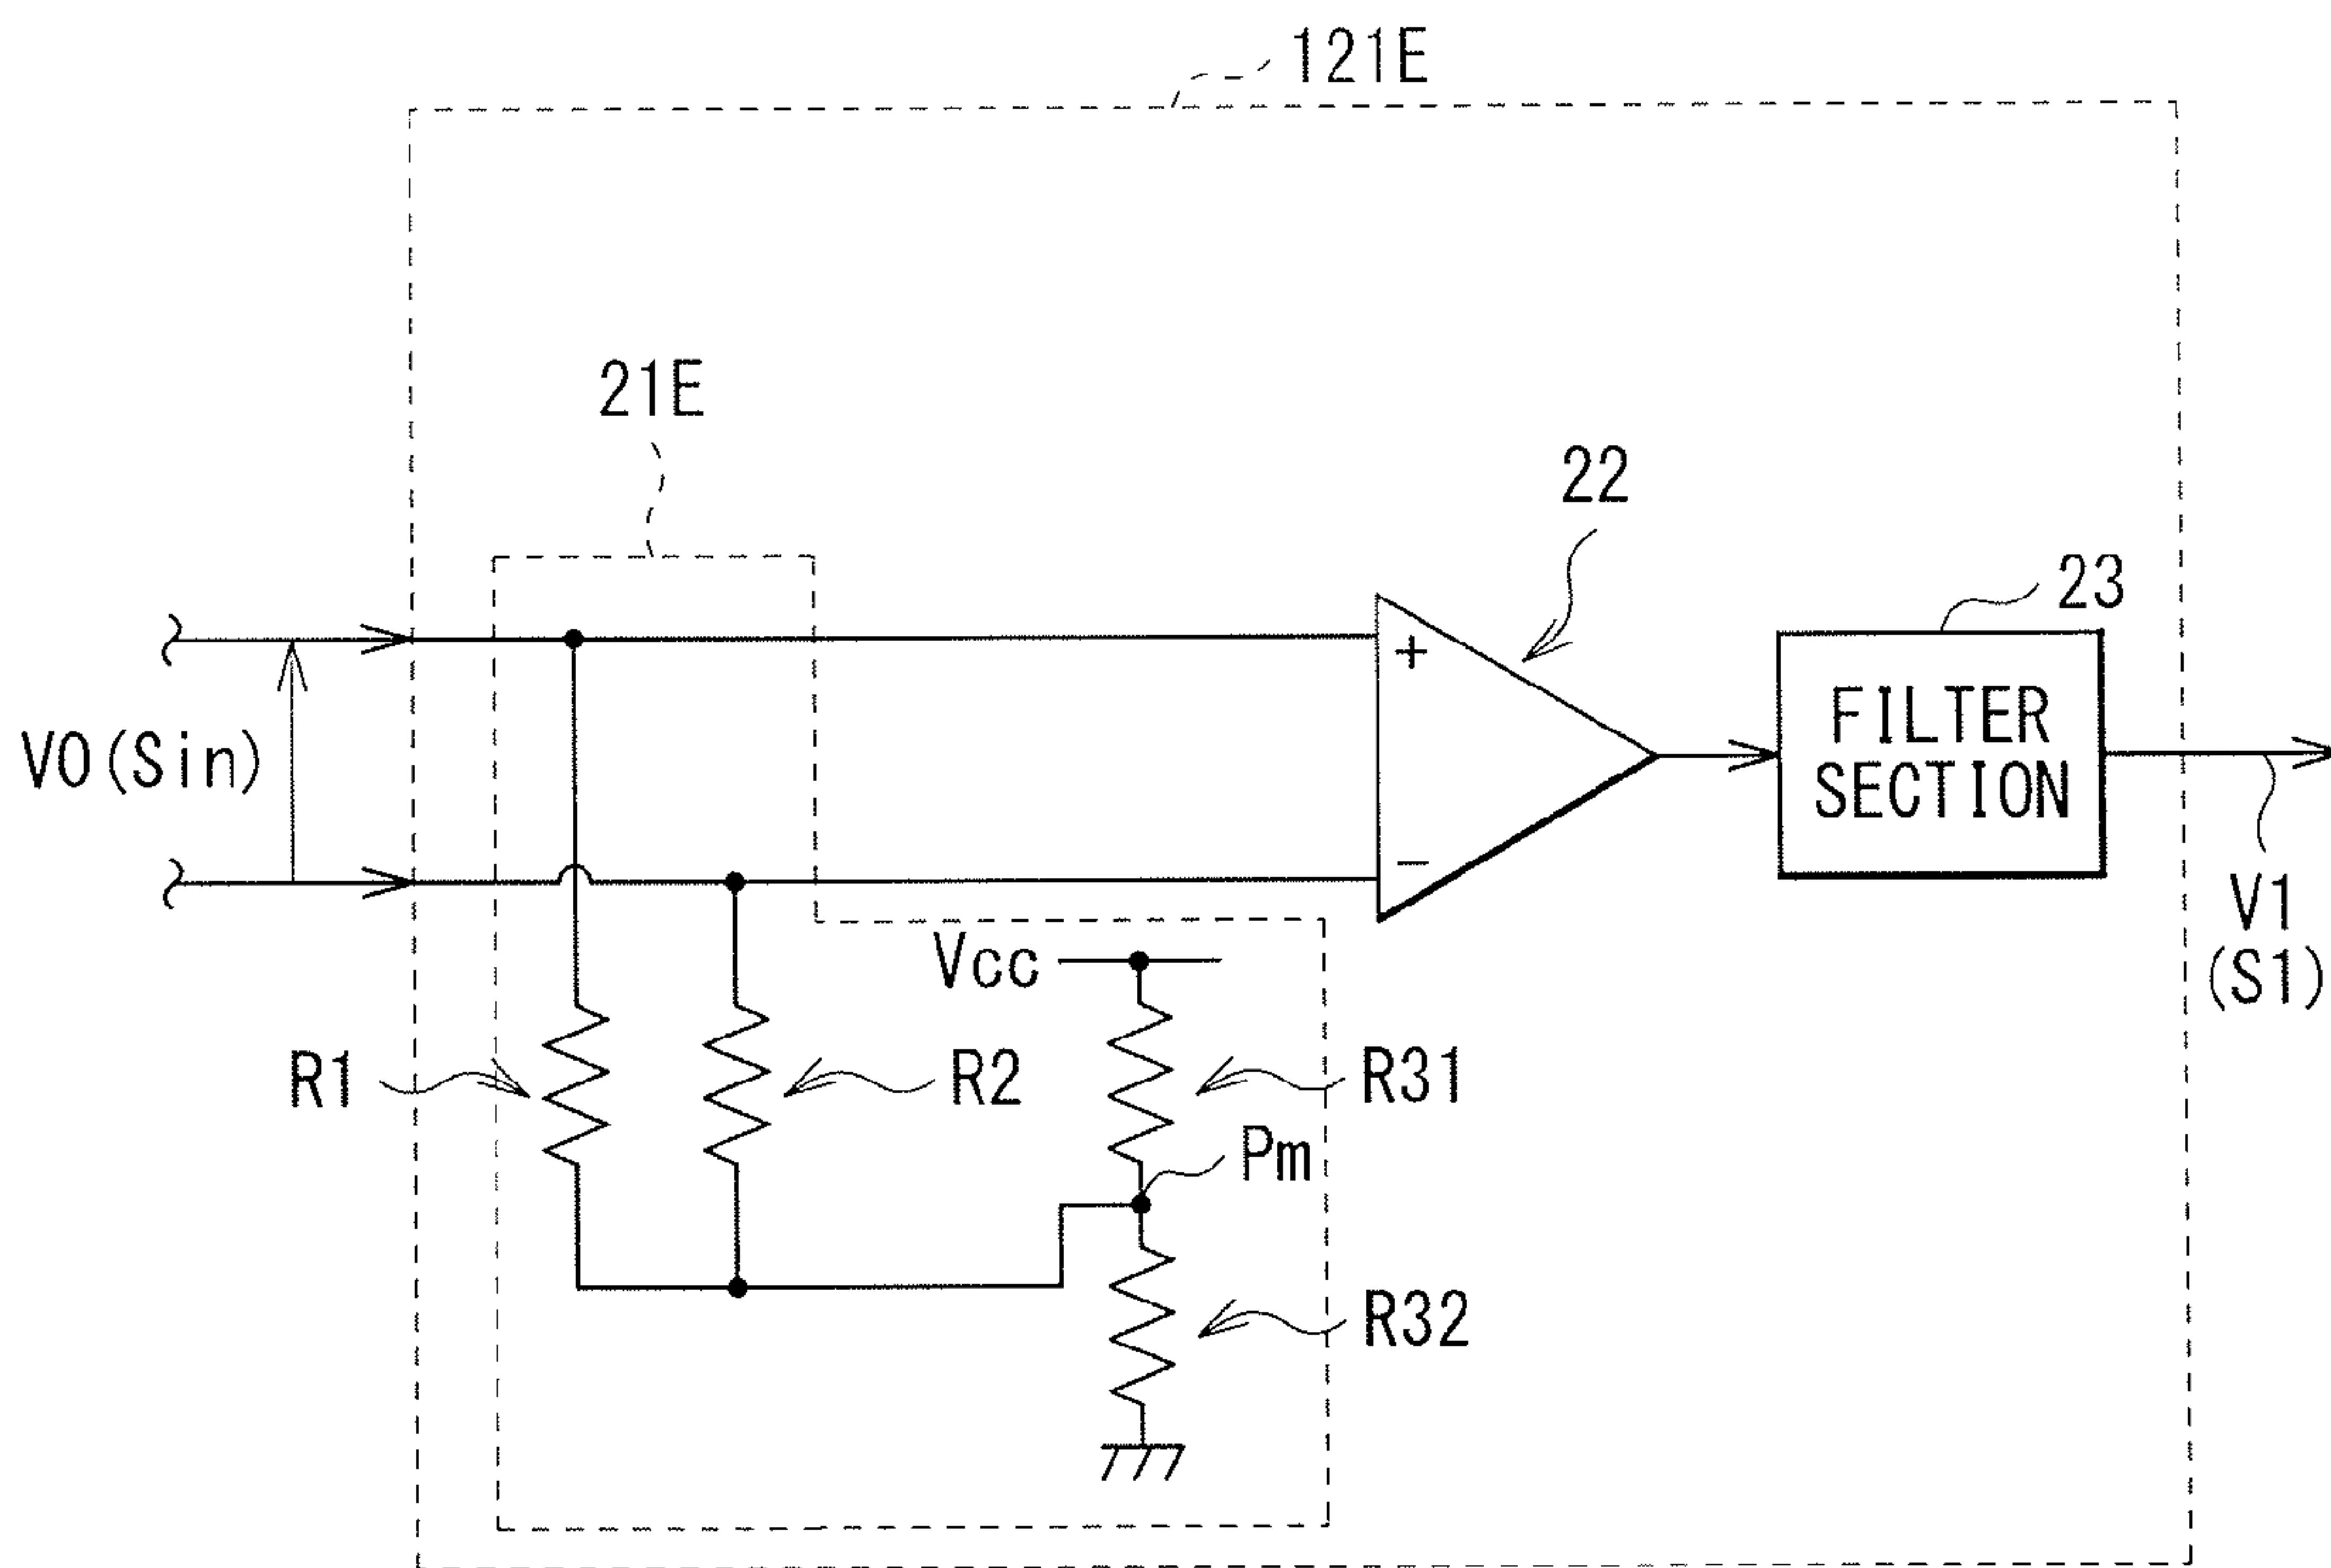 121E
21E
22
23
V0(Sin)
+
−
FILTER
SECTION
V1
(S1)
Vcc
R1
R2
R31
Pm
R32